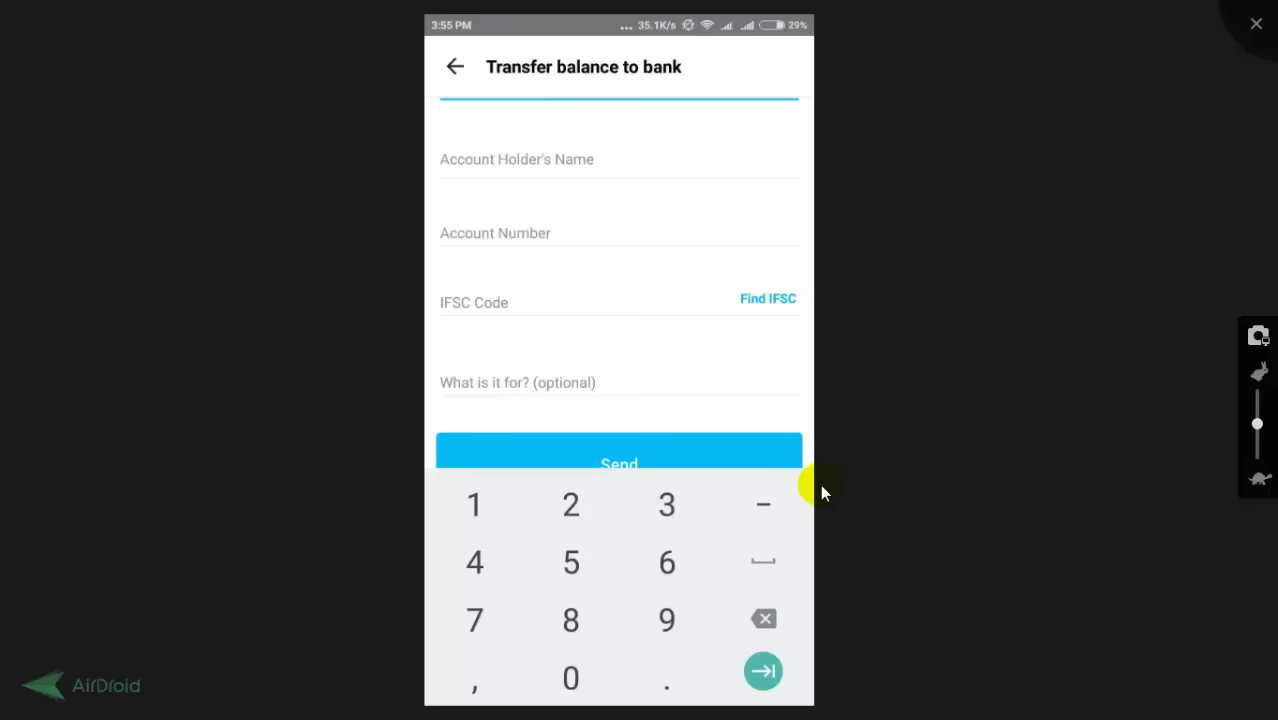 3:55 PM ... 35.1K/s 29%
Transfer balance to bank
Account Holder's Name
Account Number
IFSC Code Find IFSC
What is it for? (optional)
Send
1 2 3 –
4 5 6
7 8 9
, 0 .
AirDroid